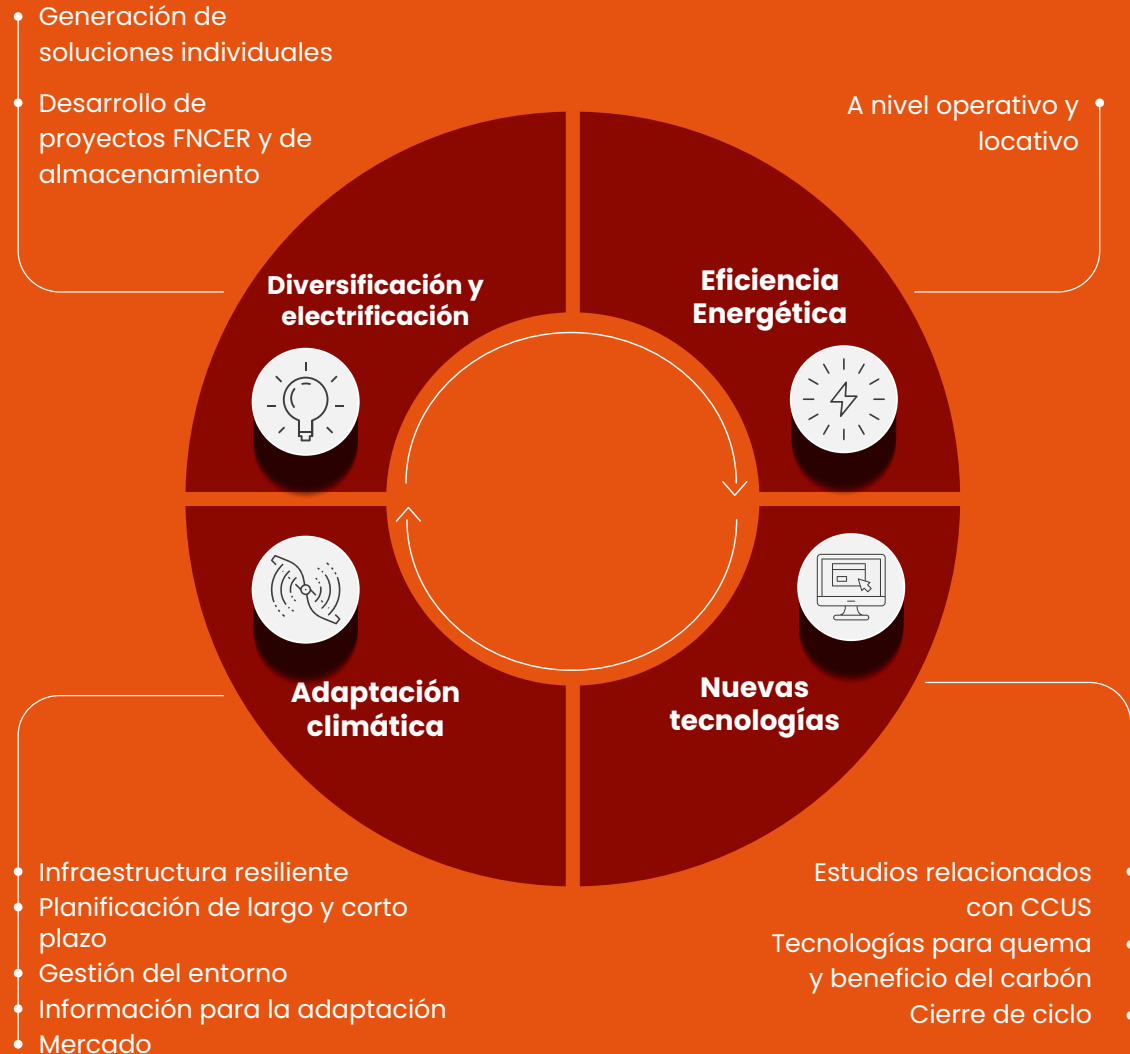 Generación de
soluciones individuales
Desarrollo de
proyectos FNCER y de
almacenamiento
A nivel operativo y
locativo
Diversificación y
electrificación
Eficiencia
Energética
Adaptación
climática
Nuevas
tecnologías
Infraestructura resiliente
Planificación de largo y corto
plazo
Gestión del entorno
Información para la adaptación
Mercado
Estudios relacionados
con CCUS
Tecnologías para quema
y beneficio del carbón
Cierre de ciclo